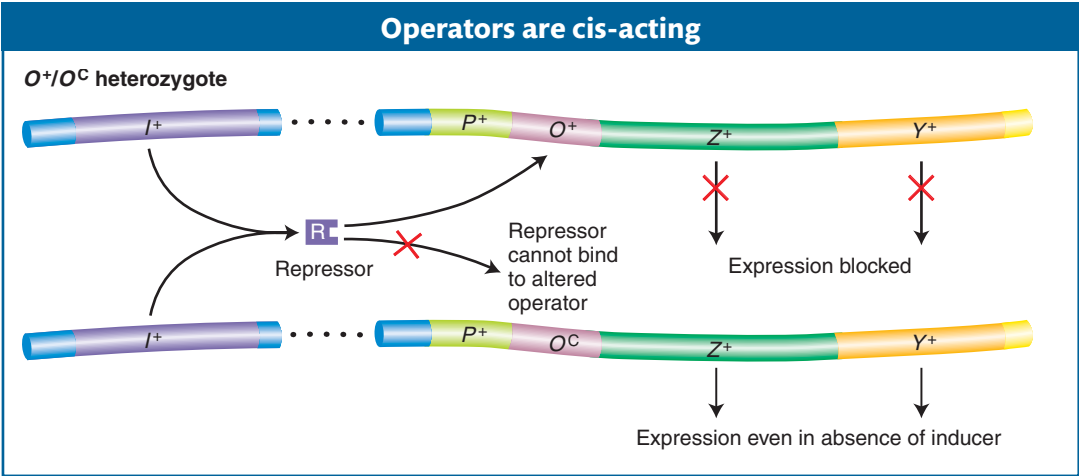 Operators are cis-acting
O+/OC heterozygote
I+
P+
O+
Z+
Y+
R
Repressor
Repressor
cannot bind
to altered
operator
Expression blocked
I+
P+
OC
Z+
Y+
Expression even in absence of inducer